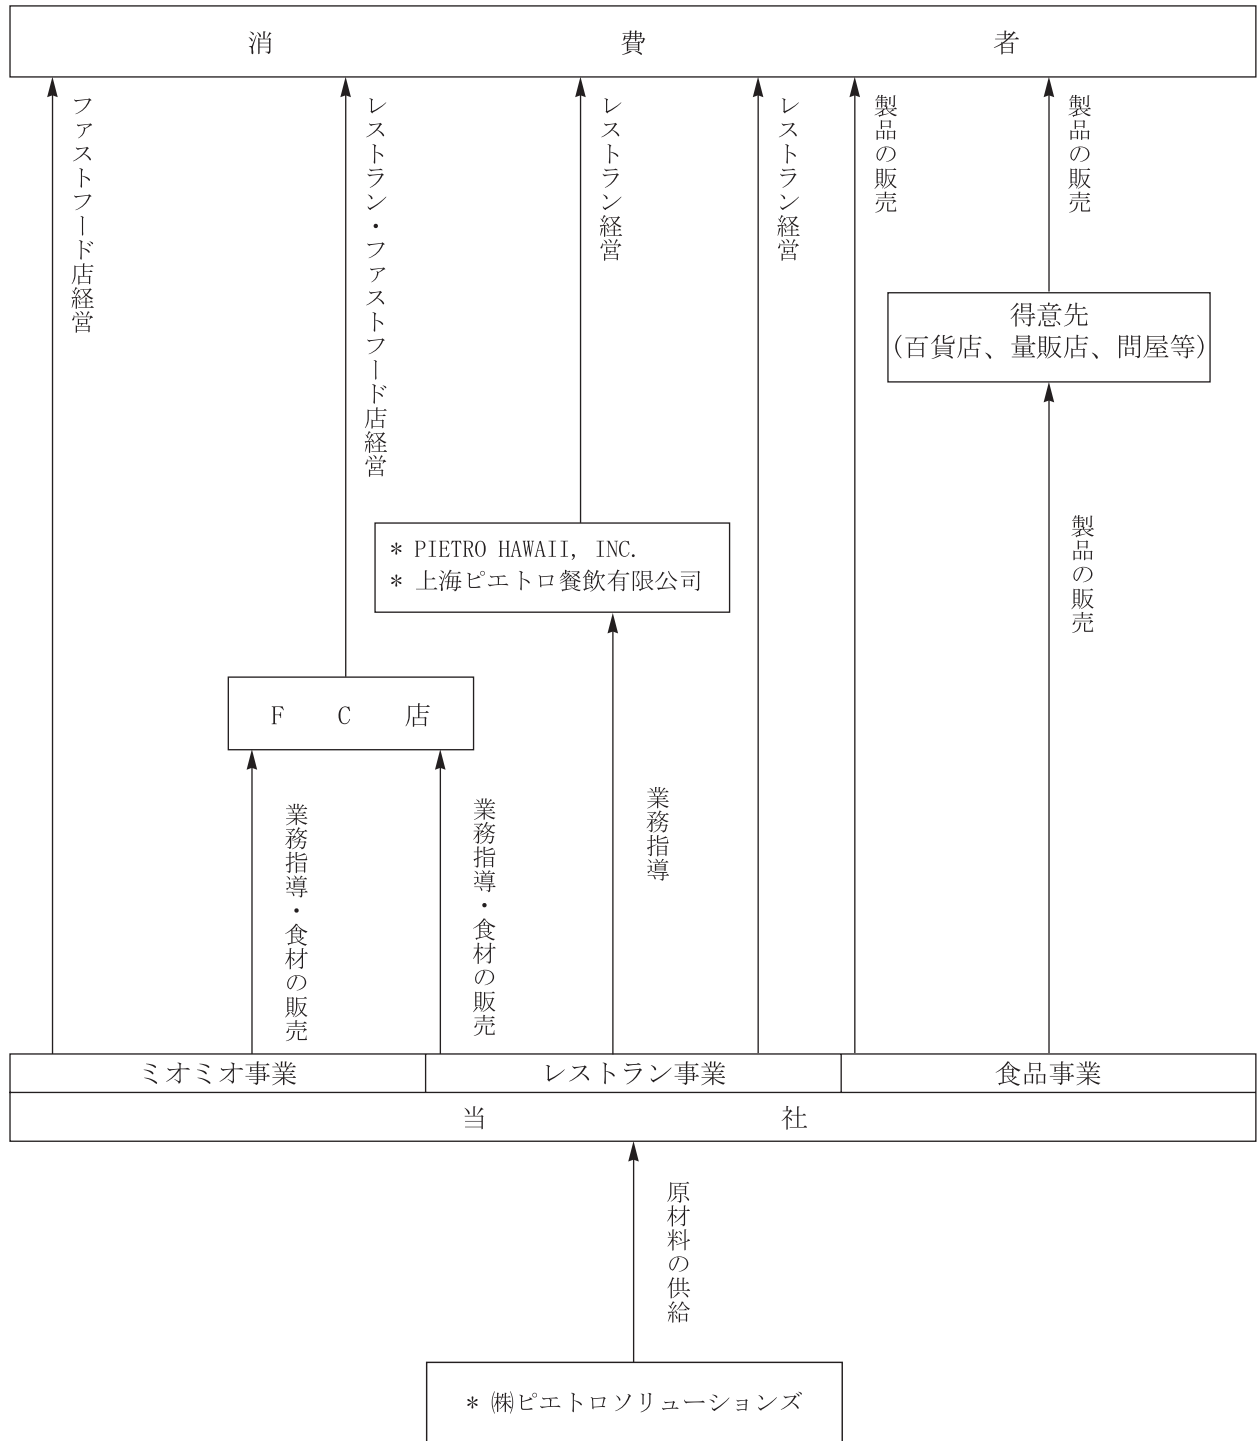 消費者
ファストフード店経営
レストラン・ファストフード店経営
レストラン経営
レストラン経営
製品の販売
製品の販売
得意先
(百貨店、量販店、問屋等)
製品の販売
* PIETRO HAWAII, INC.
* 上海ピエトロ餐飲有限公司
FC店
業務指導・食材の販売
業務指導・食材の販売
業務指導
ミオミオ事業
レストラン事業
食品事業
当社
原材料の供給
* ㈱ピエトロソリューションズ